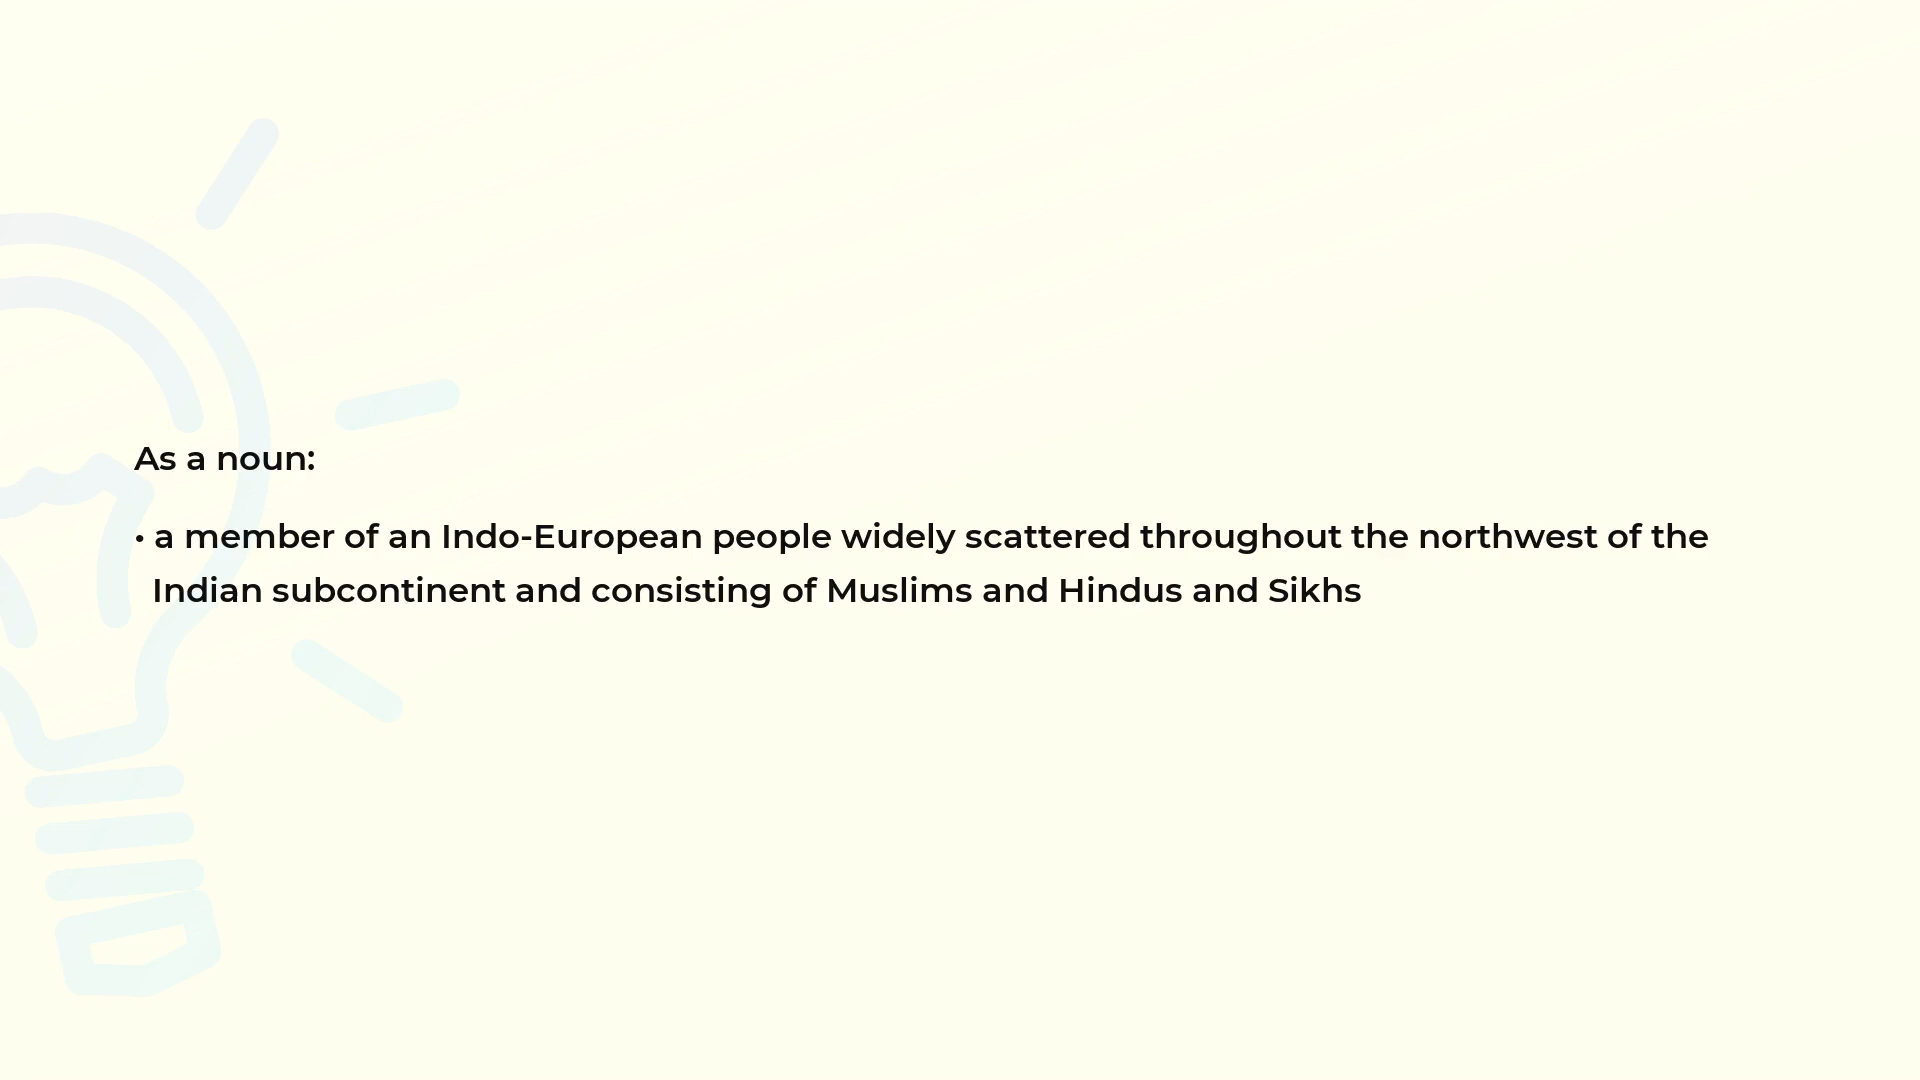 As a noun:
• a member of an Indo-European people widely scattered throughout the northwest of the
Indian subcontinent and consisting of Muslims and Hindus and Sikhs